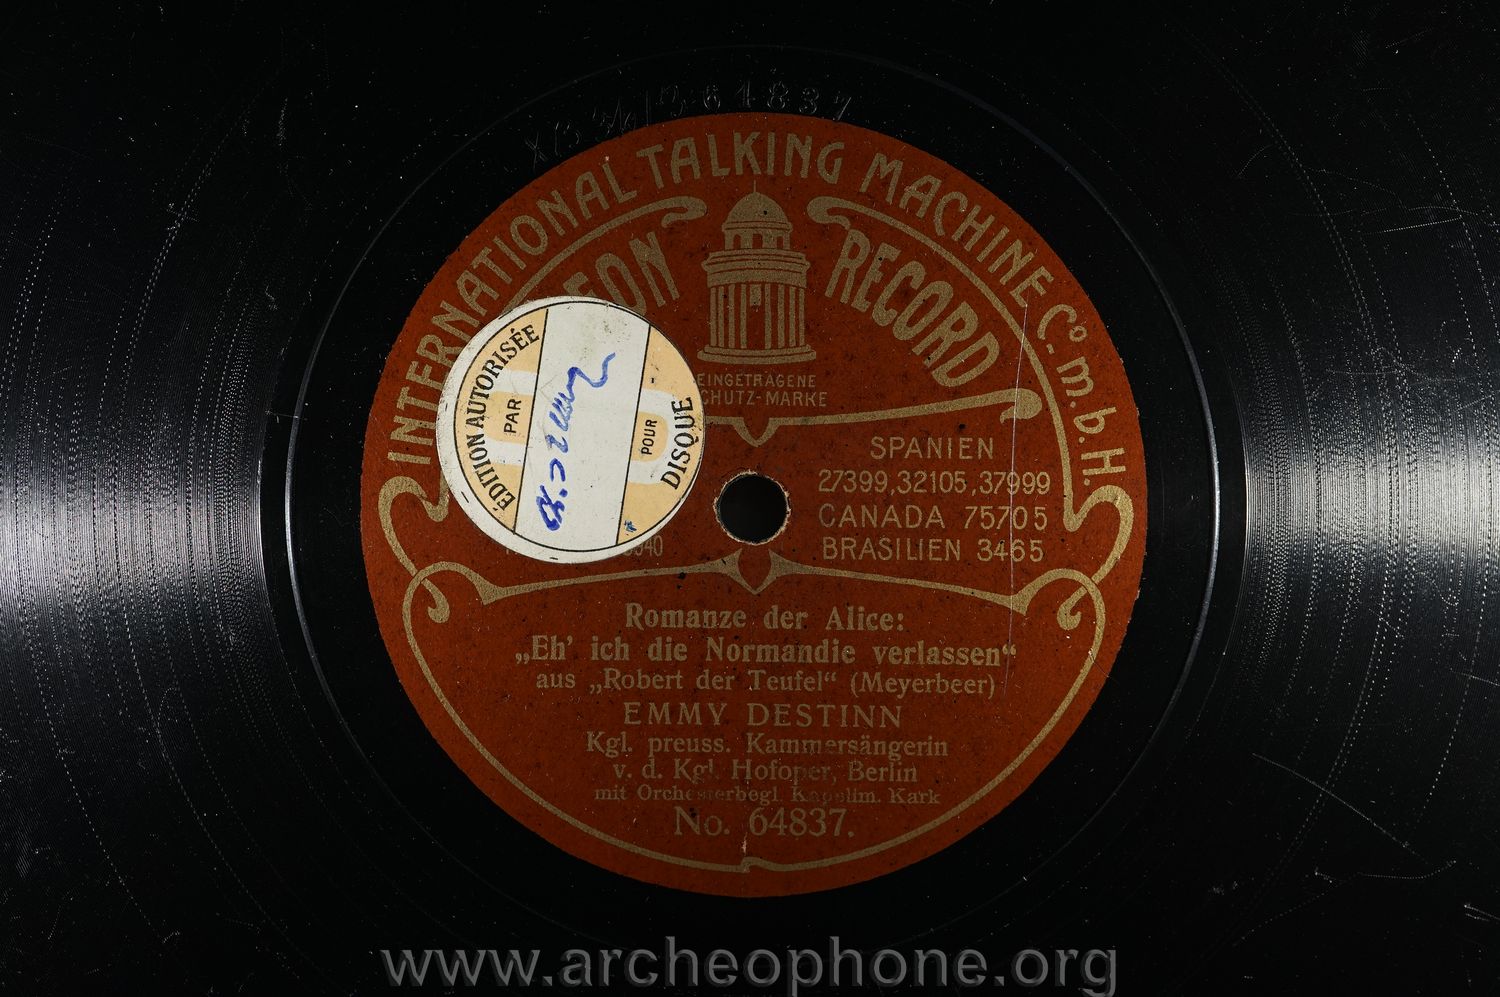 61837
INTERNATIONAL TALKING MACHINE Co. m.b.H.
RECORD
EINGETRAGENE
SCHUTZ-MARKE
ÉDITION AUTORISÉE
PAR
POUR
DISQUE
SPANIEN
27399,32105,37999
CANADA 75705
BRASILIEN 3465
Romanze der Alice:
„Eh' ich die Normandie verlassen“
aus „Robert der Teufel“ (Meyerbeer)
EMMY DESTINN
Kgl. preuss. Kammersängerin
v. d. Kgl. Hofoper, Berlin
mit Orchesterbegl. Kapellm. Kark
No. 64837.
www.archeophone.org